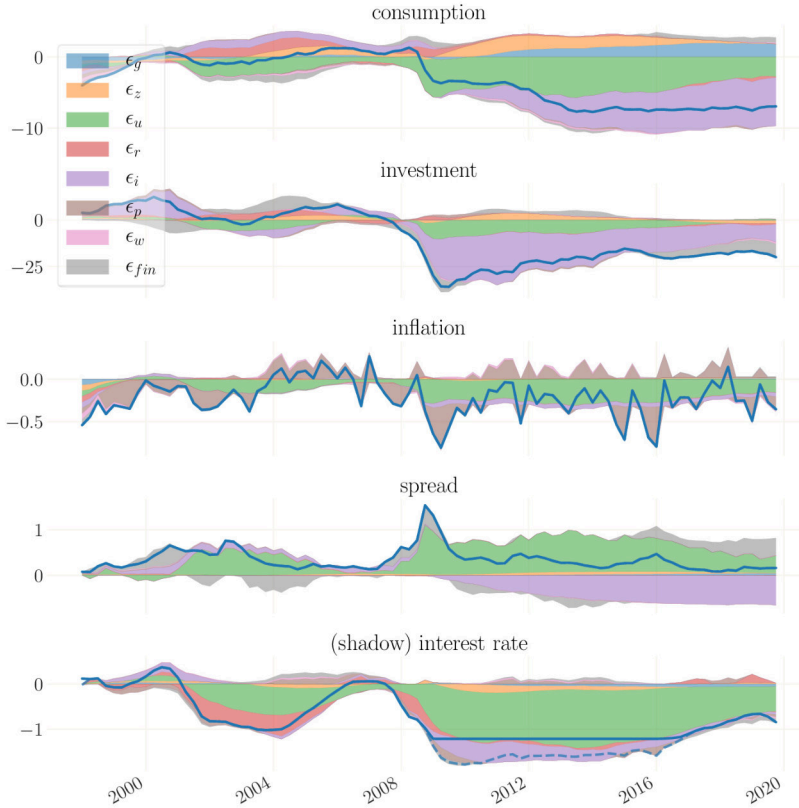 consumption
0
−10
ϵ_g
ϵ_z
ϵ_u
ϵ_r
ϵ_i
ϵ_p
ϵ_w
ϵ_fin
investment
0
−25
inflation
0.0
−0.5
spread
1
0
(shadow) interest rate
0
−1
2000 2004 2008 2012 2016 2020